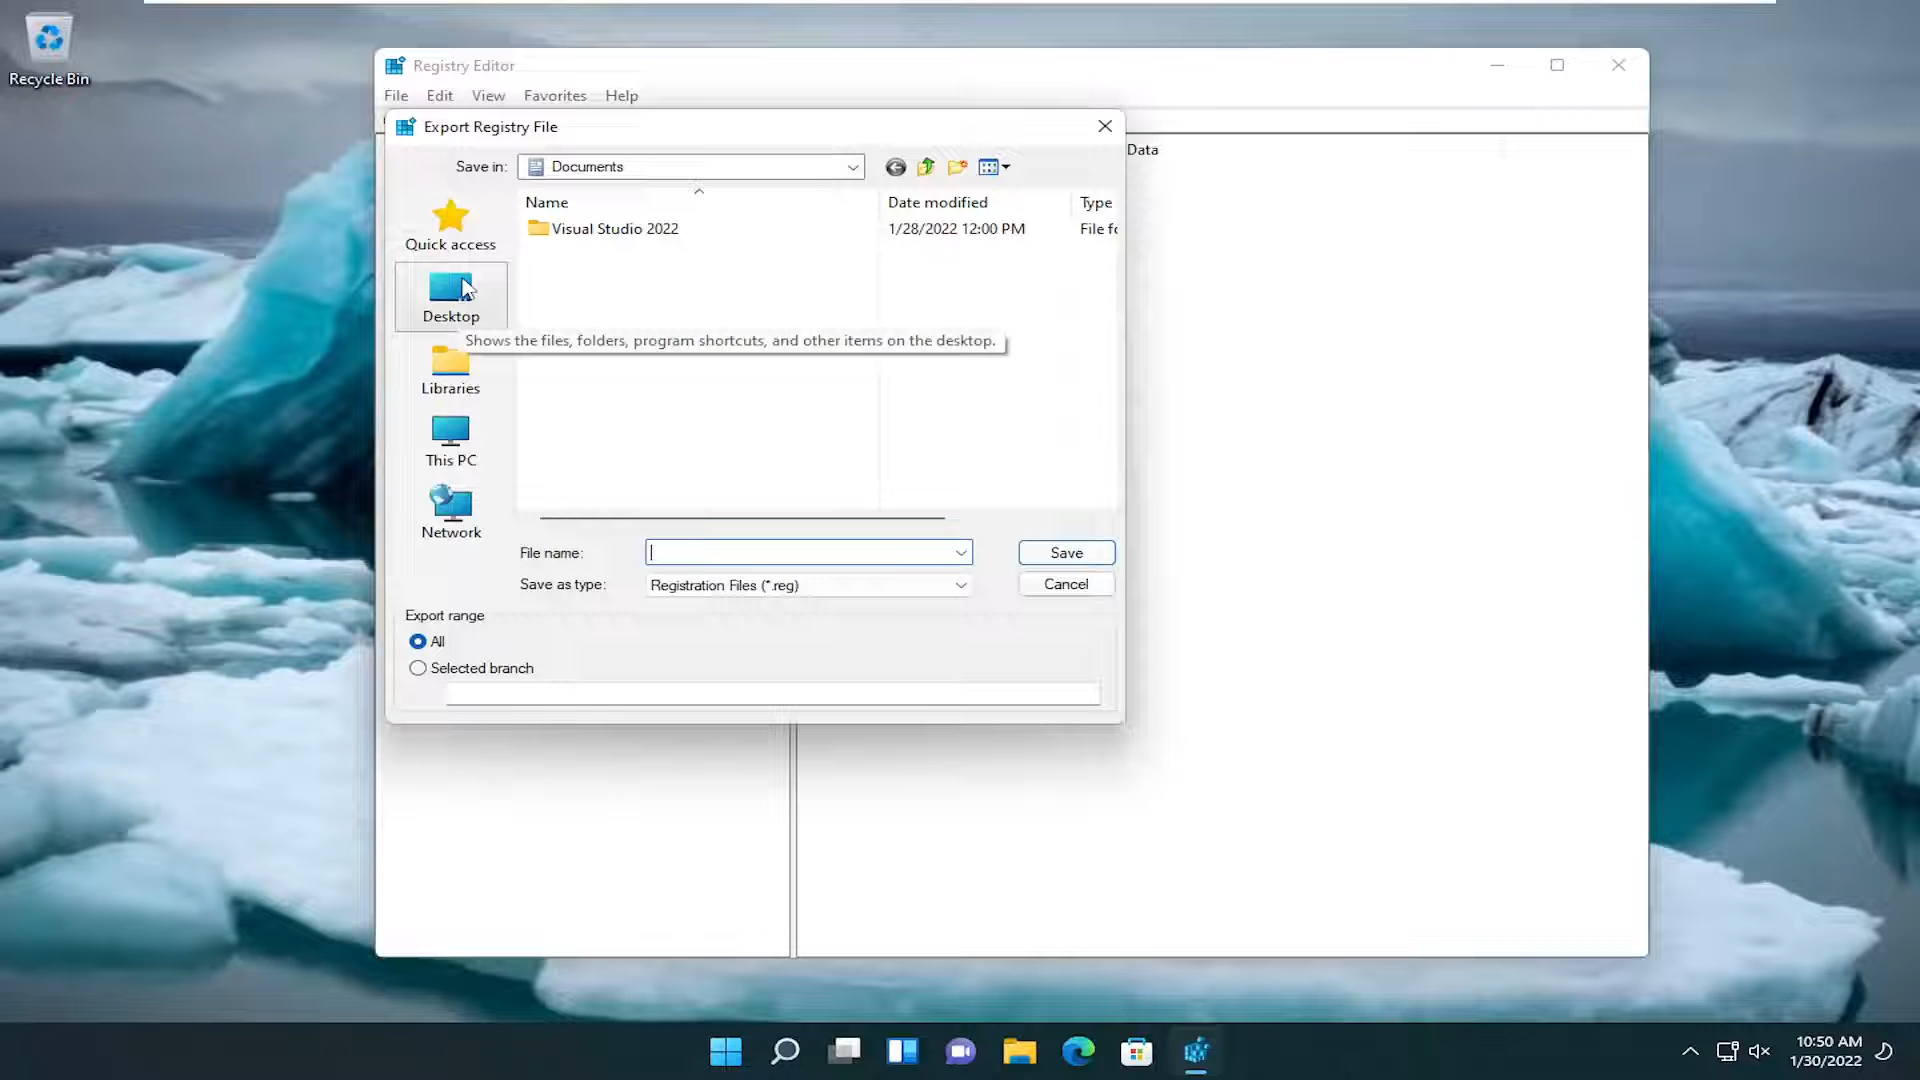 Recycle Bin
Registry Editor
File Edit View Favorites Help
Export Registry File
Data
Save in: Documents
Name Date modified Type
Visual Studio 2022 1/28/2022 12:00 PM File fo
Quick access
Desktop
Shows the files, folders, program shortcuts, and other items on the desktop.
Libraries
This PC
Network
File name: Save
Save as type: Registration Files (*.reg) Cancel
Export range
All
Selected branch
10:50 AM
1/30/2022